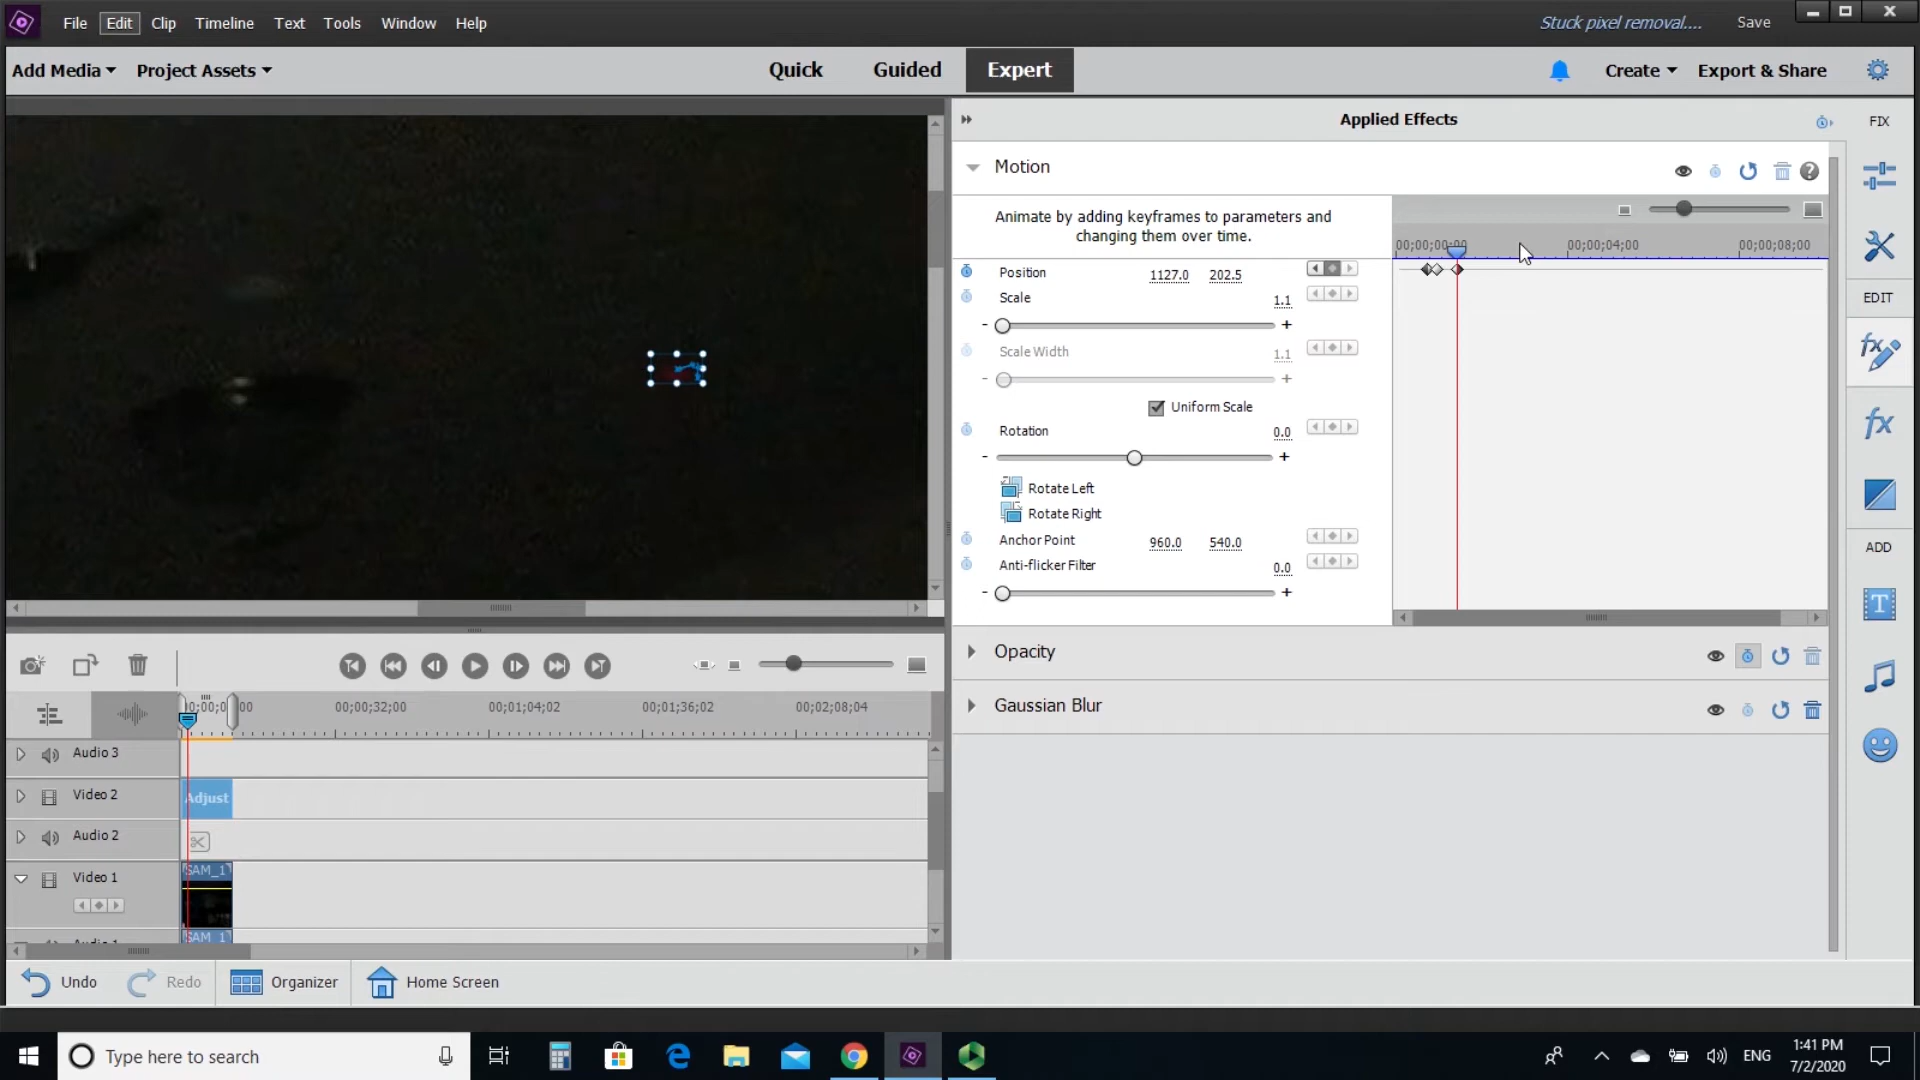 File Edit Clip Timeline Text Tools Window Help Stuck pixel removal.... Save
Add Media Project Assets Quick Guided Expert Create Export & Share
Applied Effects FIX
Motion
Animate by adding keyframes to parameters and
changing them over time.
00;00;00;00 00;00;04;00 00;00;08;00
Position 1127.0 202.5
Scale 1.1
- +
Scale Width 1.1
- +
Uniform Scale
Rotation 0.0
- +
Rotate Left
Rotate Right
Anchor Point 960.0 540.0
Anti-flicker Filter 0.0
- +
EDIT
ADD
Opacity
Gaussian Blur
00;00;32;00 00;01;04;02 00;01;36;02 00;02;08;04
Audio 3
Video 2 Adjust
Audio 2
Video 1 SAM_1
SAM_1
Undo Redo Organizer Home Screen
Type here to search
ENG
1:41 PM
7/2/2020